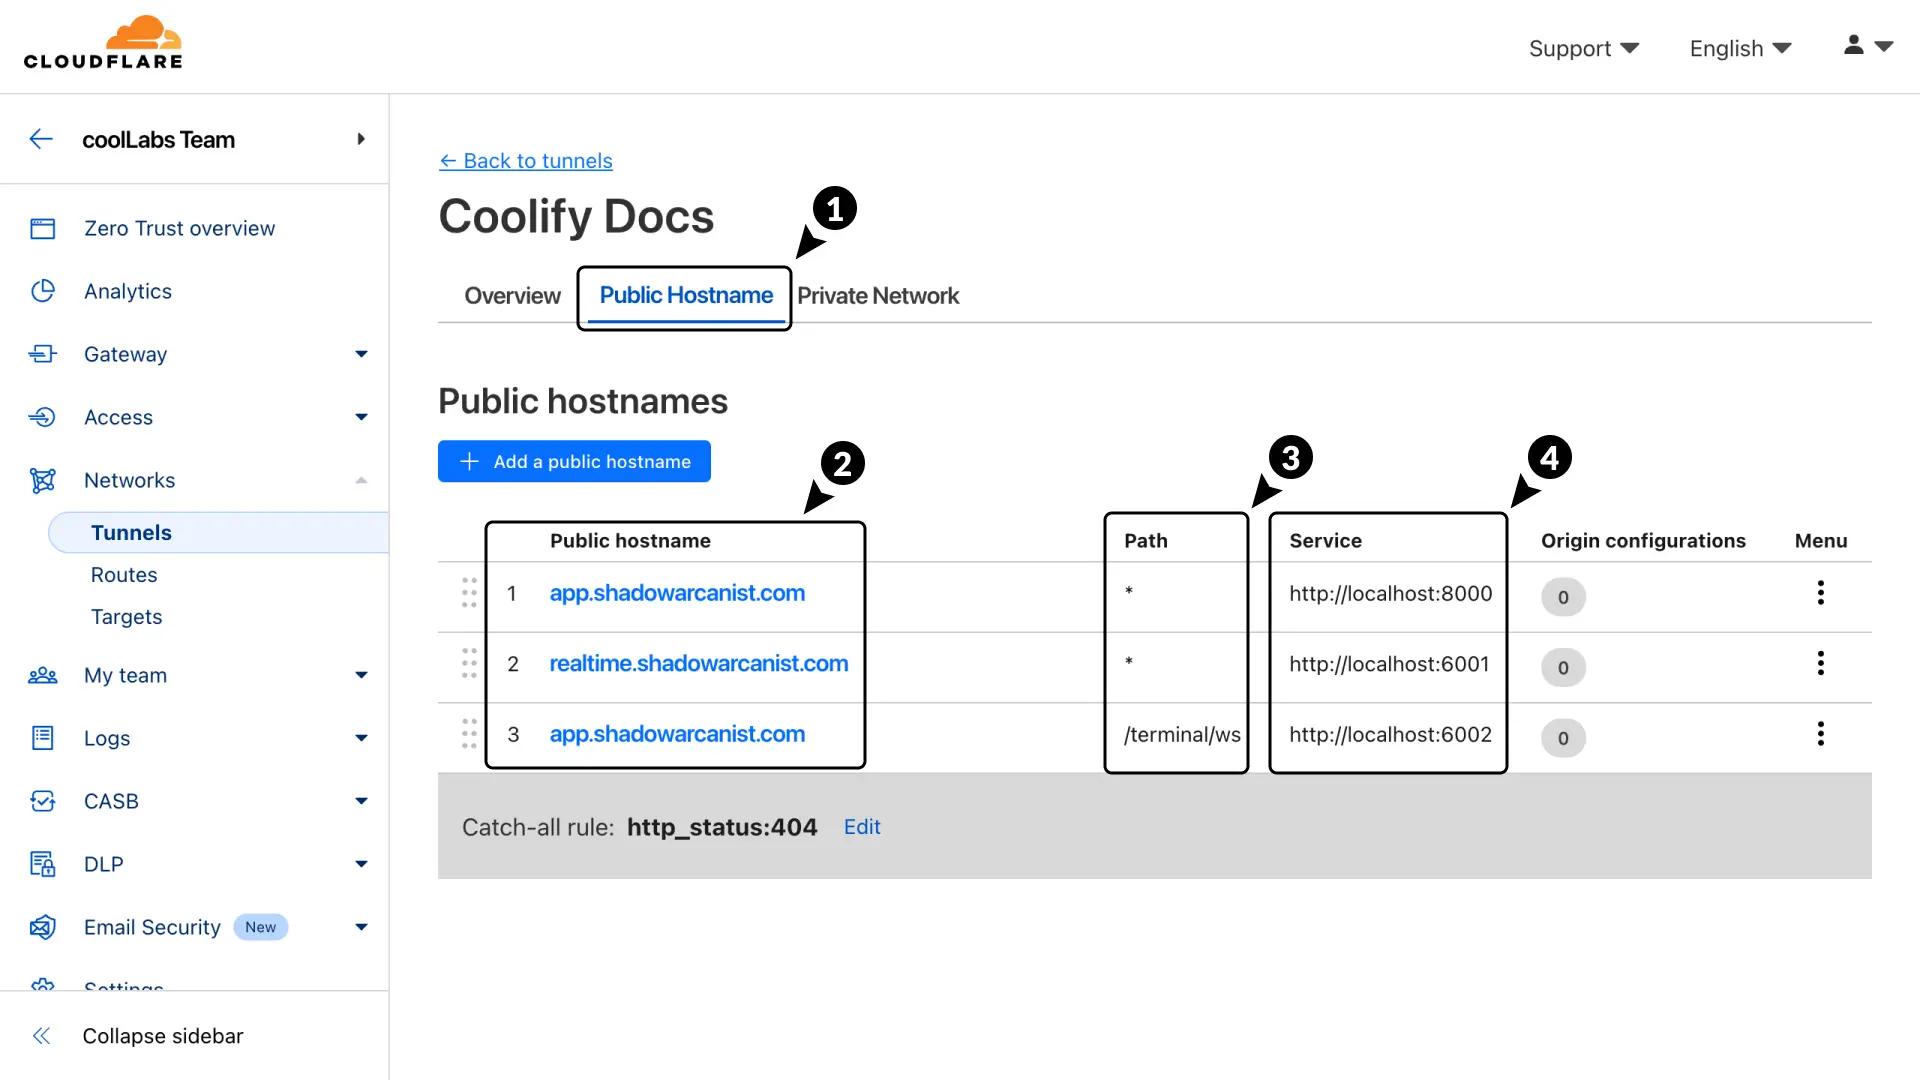 CLOUDFLARE
Support
English
coolLabs Team
Zero Trust overview
Analytics
Gateway
Access
Networks
Tunnels
Routes
Targets
My team
Logs
CASB
DLP
Email Security New
Settings
Collapse sidebar
← Back to tunnels
Coolify Docs
1
Overview Public Hostname Private Network
Public hostnames
+ Add a public hostname
2 3 4
Public hostname Path Service Origin configurations Menu
1 app.shadowarcanist.com * http://localhost:8000 0
2 realtime.shadowarcanist.com * http://localhost:6001 0
3 app.shadowarcanist.com /terminal/ws http://localhost:6002 0
Catch-all rule: http_status:404 Edit